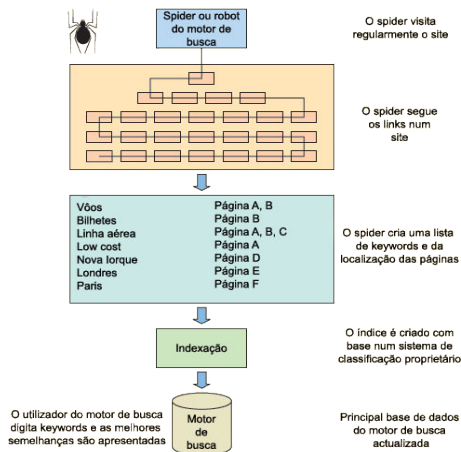 Spider ou robot
do motor de
busca
O spider visita
regularmente o site
O spider segue
os links num
site
Vôos Página A, B
Bilhetes Página B
Linha aérea Página A, B, C
Low cost Página A
Nova Iorque Página D
Londres Página E
Paris Página F
O spider cria uma lista
de keywords e da
localização das páginas
Indexação
O índice é criado com
base num sistema de
classificação proprietário
O utilizador do motor de busca
digita keywords e as melhores
semelhanças são apresentadas
Motor
de
busca
Principal base de dados
do motor de busca
actualizada